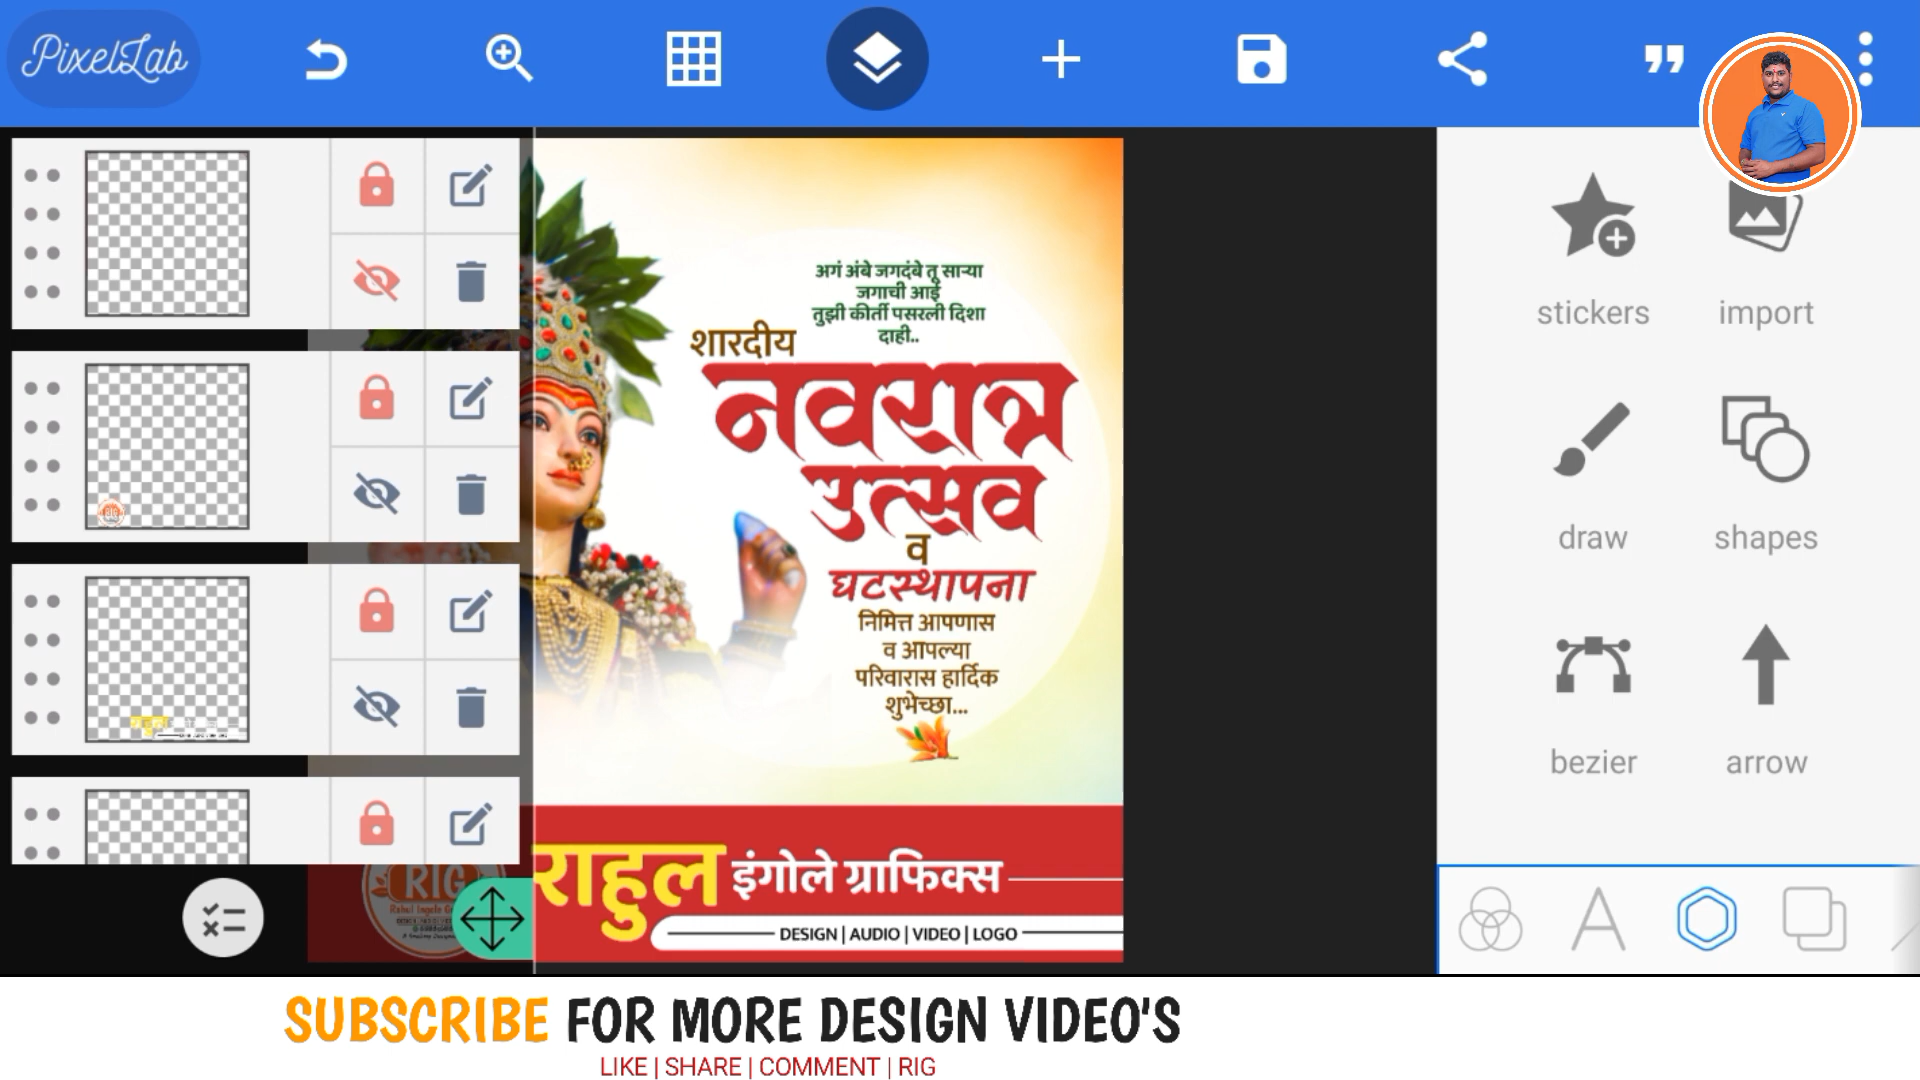 PixelLab
stickers
import
draw
shapes
bezier
arrow
अगं अंबे जगदंबे तू साऱ्या
जगाची आई
तुझी कीर्ती पसरली दिशा
दाही..
शारदीय
नवरात्र
उत्सव
व
घटस्थापना
निमित्त आपणास
व आपल्या
परिवारास हार्दिक
शुभेच्छा...
RIG
राहुल इंगोले ग्राफिक्स
DESIGN | AUDIO | VIDEO | LOGO
SUBSCRIBE FOR MORE DESIGN VIDEO'S
LIKE | SHARE | COMMENT | RIG